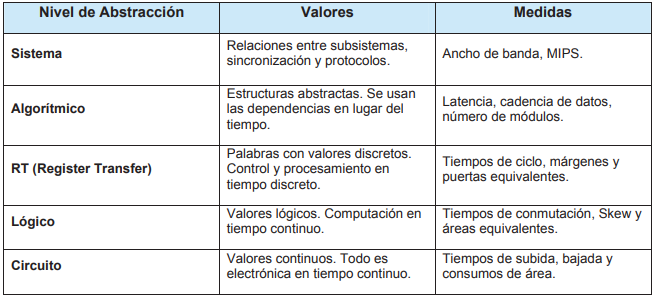 Nivel de Abstracción
Valores
Medidas
Sistema
Relaciones entre subsistemas,
sincronización y protocolos.
Ancho de banda, MIPS.
Algorítmico
Estructuras abstractas. Se usan
las dependencias en lugar del
tiempo.
Latencia, cadencia de datos,
número de módulos.
RT (Register Transfer)
Palabras con valores discretos.
Control y procesamiento en
tiempo discreto.
Tiempos de ciclo, márgenes y
puertas equivalentes.
Lógico
Valores lógicos. Computación en
tiempo continuo.
Tiempos de conmutación, Skew y
áreas equivalentes.
Circuito
Valores continuos. Todo es
electrónica en tiempo continuo.
Tiempos de subida, bajada y
consumos de área.